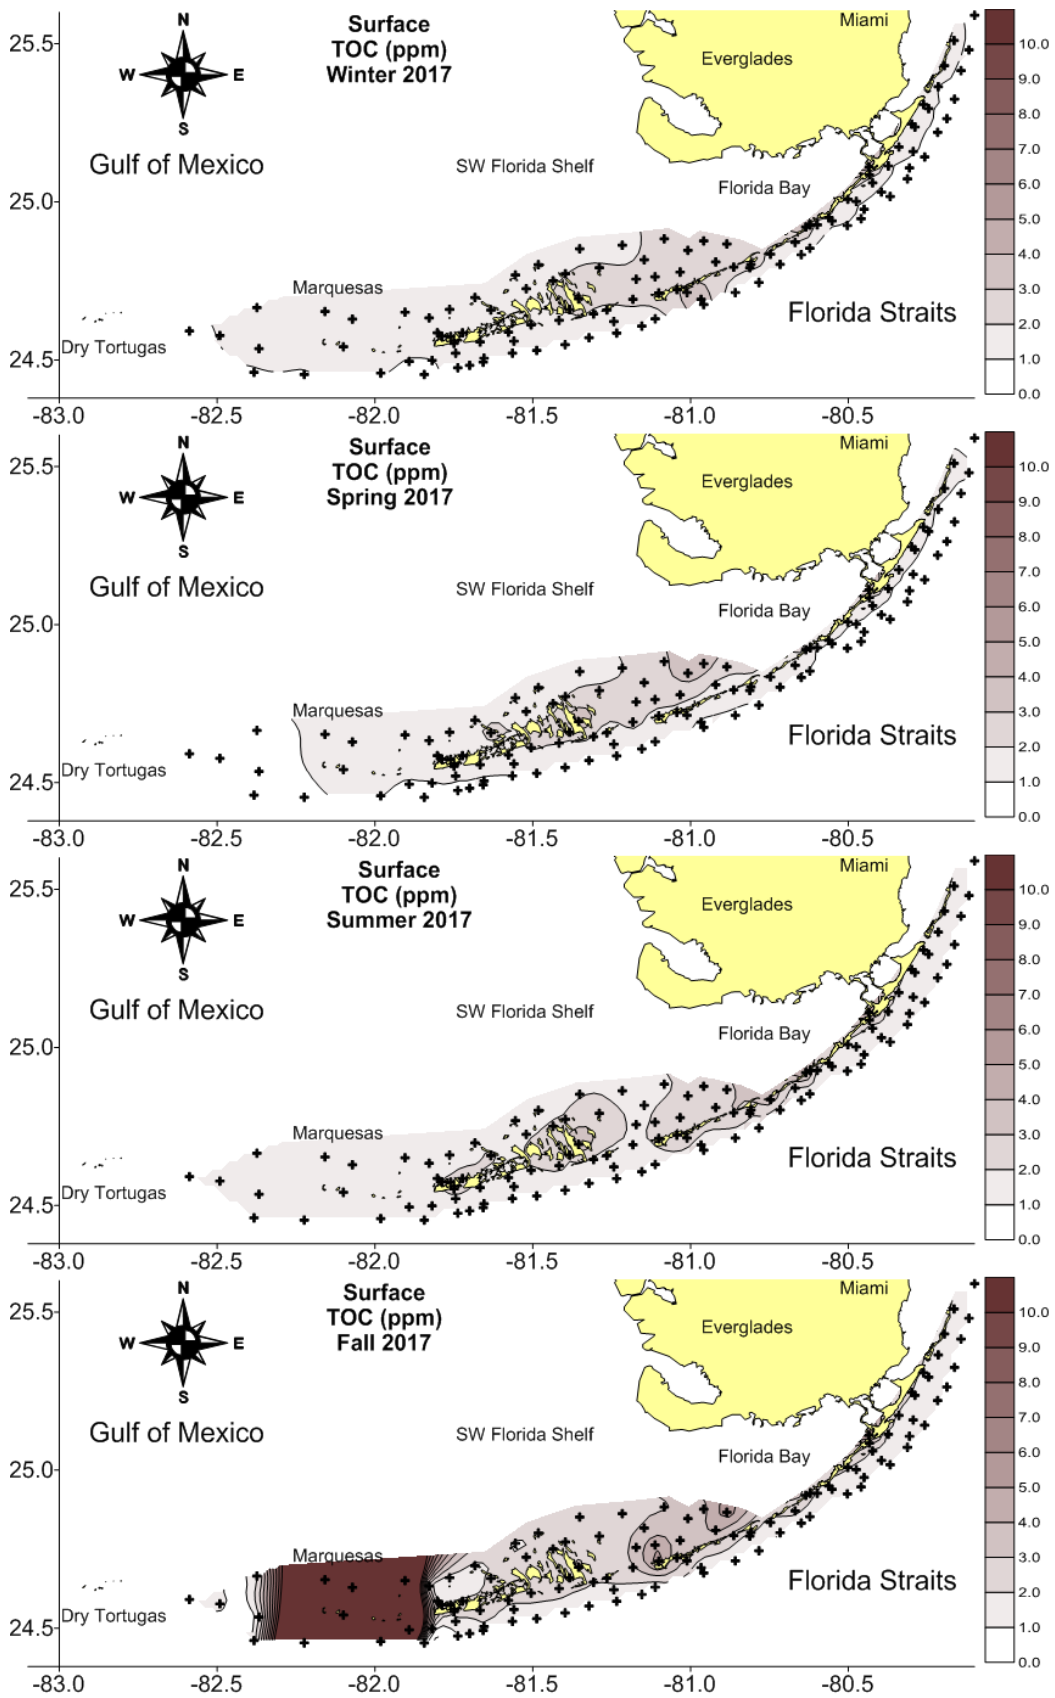 Surface
TOC (ppm)
Winter 2017
N
W
E
S
Miami
Everglades
Gulf of Mexico
SW Florida Shelf
Florida Bay
Marquesas
Dry Tortugas
Florida Straits
25.5
25.0
24.5
-83.0 -82.5 -82.0 -81.5 -81.0 -80.5
10.0
9.0
8.0
7.0
6.0
5.0
4.0
3.0
2.0
1.0
0.0
Surface
TOC (ppm)
Spring 2017
N
W
E
S
Miami
Everglades
Gulf of Mexico
SW Florida Shelf
Florida Bay
Marquesas
Dry Tortugas
Florida Straits
25.5
25.0
24.5
-83.0 -82.5 -82.0 -81.5 -81.0 -80.5
10.0
9.0
8.0
7.0
6.0
5.0
4.0
3.0
2.0
1.0
0.0
Surface
TOC (ppm)
Summer 2017
N
W
E
S
Miami
Everglades
Gulf of Mexico
SW Florida Shelf
Florida Bay
Marquesas
Dry Tortugas
Florida Straits
25.5
25.0
24.5
-83.0 -82.5 -82.0 -81.5 -81.0 -80.5
10.0
9.0
8.0
7.0
6.0
5.0
4.0
3.0
2.0
1.0
0.0
Surface
TOC (ppm)
Fall 2017
N
W
E
S
Miami
Everglades
Gulf of Mexico
SW Florida Shelf
Florida Bay
Marquesas
Dry Tortugas
Florida Straits
25.5
25.0
24.5
-83.0 -82.5 -82.0 -81.5 -81.0 -80.5
10.0
9.0
8.0
7.0
6.0
5.0
4.0
3.0
2.0
1.0
0.0